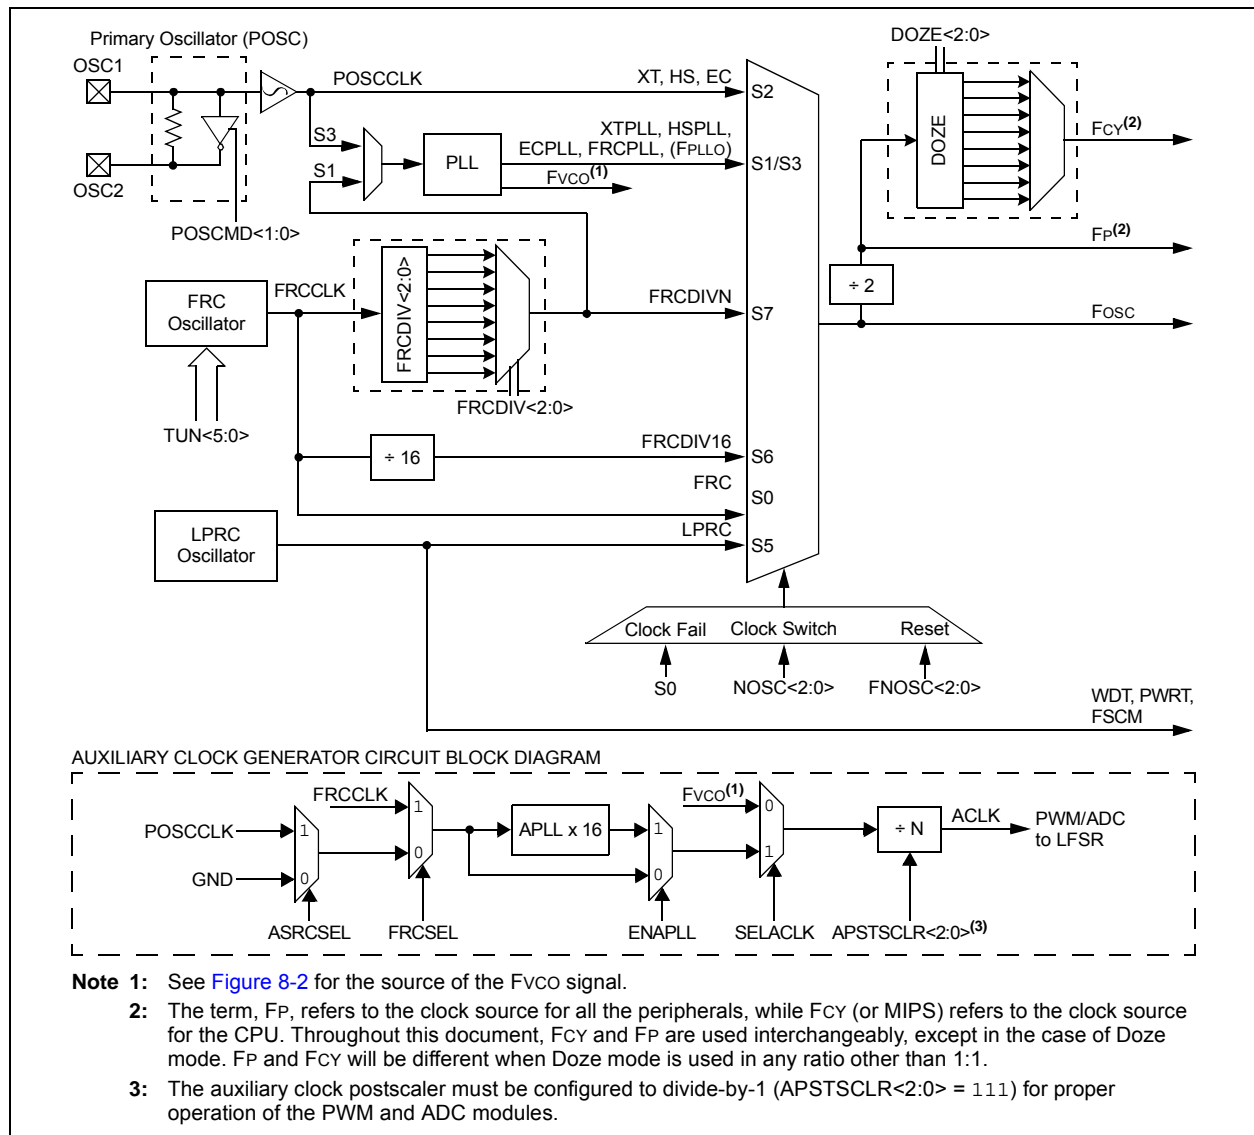 Primary Oscillator (POSC)
DOZE<2:0>
OSC1
POSCCLK
XT, HS, EC
S2
DOZE
FCY(2)
S3
XTPLL, HSPLL,
ECPLL, FRCPLL, (FPLLO)
PLL
S1/S3
S1
FVCO(1)
OSC2
POSCMD<1:0>
FP(2)
FRCCLK
FRCDIV<2:0>
FRC
Oscillator
FRCDIVN
S7
÷ 2
FOSC
FRCDIV<2:0>
TUN<5:0>
÷ 16
FRCDIV16
S6
FRC
S0
LPRC
Oscillator
LPRC
S5
Clock Fail
Clock Switch
Reset
S0
NOSC<2:0>
FNOSC<2:0>
WDT, PWRT,
FSCM
AUXILIARY CLOCK GENERATOR CIRCUIT BLOCK DIAGRAM
FRCCLK
1
FVCO(1)
0
POSCCLK
1
0
APLL x 16
1
÷ N
ACLK
PWM/ADC
to LFSR
GND
0
0
1
ASRCSEL
FRCSEL
ENAPLL
SELACLK
APSTSCLR<2:0>(3)
Note 1: See Figure 8-2 for the source of the FVCO signal.
2: The term, FP, refers to the clock source for all the peripherals, while FCY (or MIPS) refers to the clock source
for the CPU. Throughout this document, FCY and FP are used interchangeably, except in the case of Doze
mode. FP and FCY will be different when Doze mode is used in any ratio other than 1:1.
3: The auxiliary clock postscaler must be configured to divide-by-1 (APSTSCLR<2:0> = 111) for proper
operation of the PWM and ADC modules.